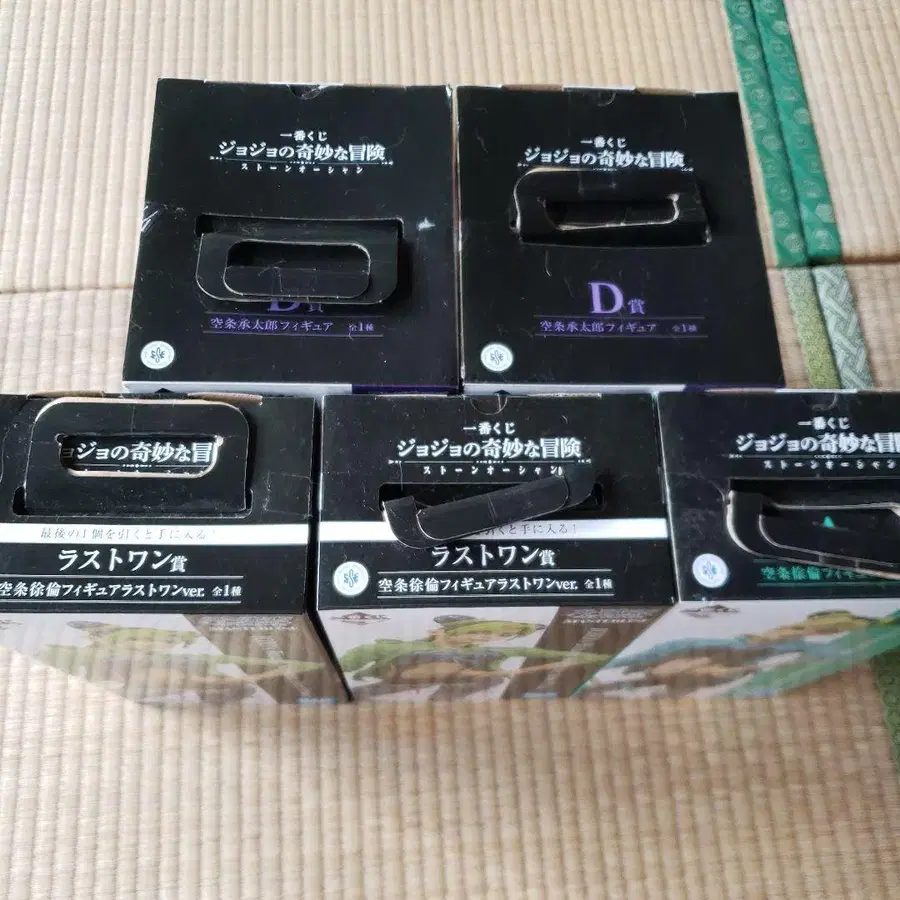 一番くじ
ジョジョの奇妙な冒険
ストーンオーシャン
D賞
空条承太郎フィギュア 全1種
一番くじ
ジョジョの奇妙な冒険
D賞
空条承太郎フィギュア 全1種
ョジョの奇妙な冒
最後の1個を引くと手に入る!
ラストワン賞
空条徐倫フィギュアラストワンver. 全1種
一番くじ
ジョジョの奇妙な冒険
ストーンオーシャン
引くと手に入る!
ラストワン賞
空条徐倫フィギュアラストワンver. 全1種
MASTERLISE
一番くじ
ジョジョの奇妙な冒
ストーンオーシャン
A
空条徐倫フィギ